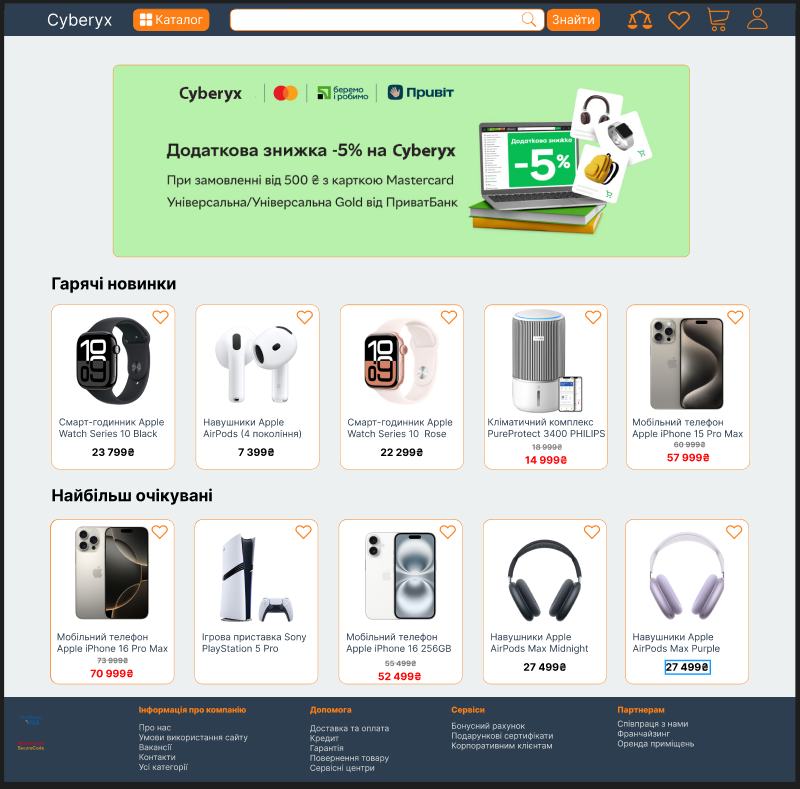 Cyberyx
Каталог
Знайти
Cyberyx
беремо
і робимо
Привіт
Додаткова знижка -5% на Cyberyx
При замовленні від 500 ₴ з карткою Mastercard
Універсальна/Універсальна Gold від ПриватБанк
Додаткова знижка
-5%
Гарячі новинки
Смарт-годинник Apple
Watch Series 10 Black
23 799₴
Навушники Apple
AirPods (4 покоління)
7 399₴
Смарт-годинник Apple
Watch Series 10 Rose
22 299₴
Кліматичний комплекс
PureProtect 3400 PHILIPS
18 999₴
14 999₴
Мобільний телефон
Apple iPhone 15 Pro Max
60 999₴
57 999₴
Найбільш очікувані
Мобільний телефон
Apple iPhone 16 Pro Max
73 999₴
70 999₴
Ігрова приставка Sony
PlayStation 5 Pro
Мобільний телефон
Apple iPhone 16 256GB
55 499₴
52 499₴
Навушники Apple
AirPods Max Midnight
27 499₴
Навушники Apple
AirPods Max Purple
27 499₴
Інформація про компанію
Про нас
Умови використання сайту
Вакансії
Контакти
Усі категорії
Допомога
Доставка та оплата
Кредит
Гарантія
Повернення товару
Сервісні центри
Сервіси
Бонусний рахунок
Подарункові сертифікати
Корпоративним клієнтам
Партнерам
Співпраця з нами
Франчайзинг
Оренда приміщень
SecureCode